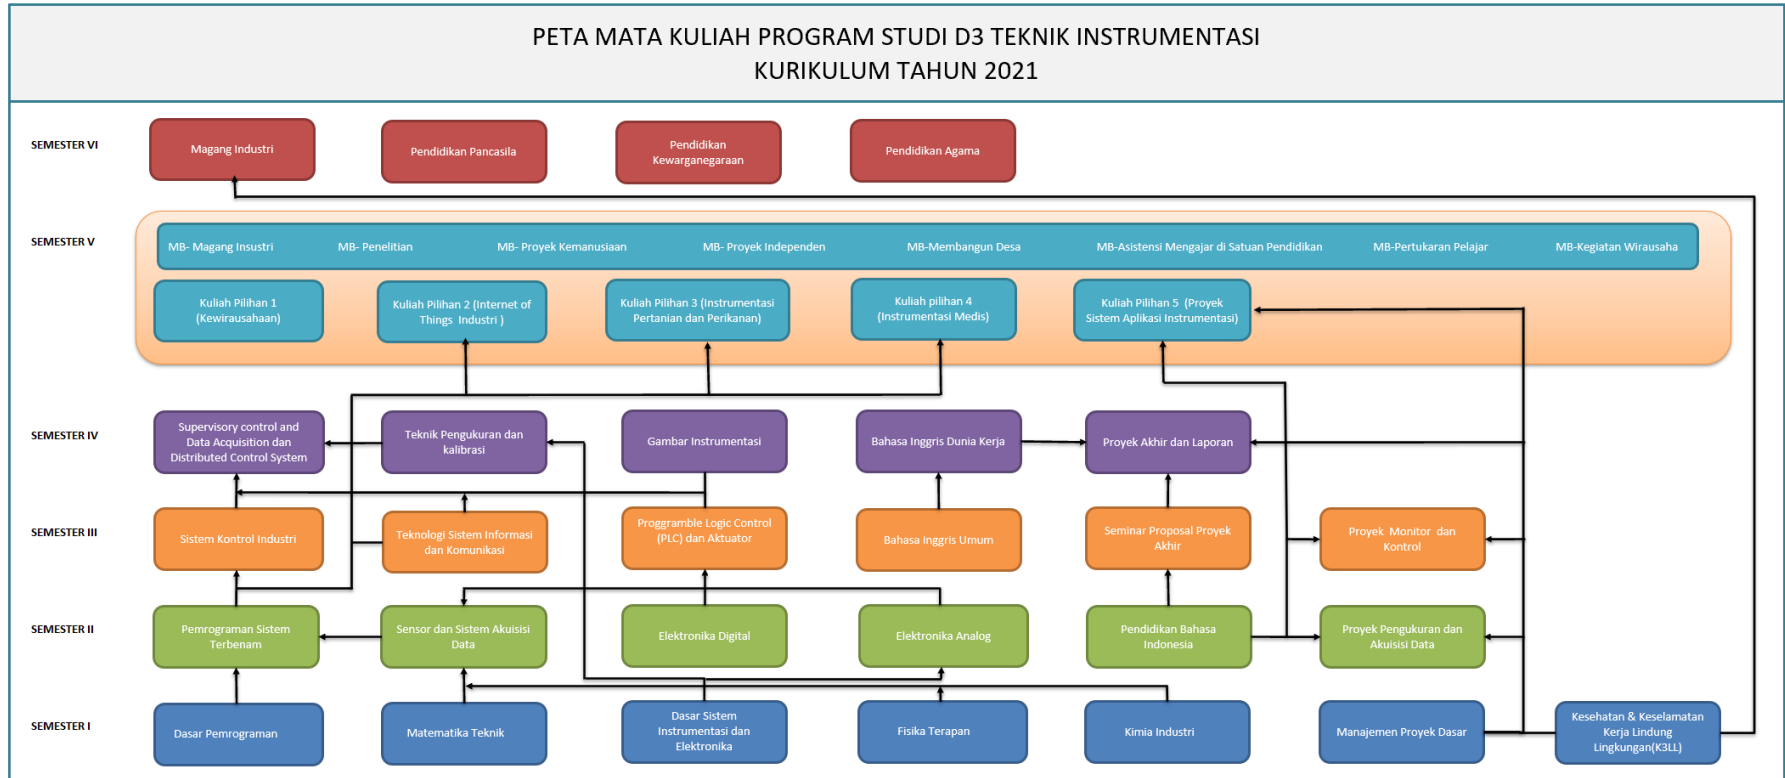 PETA MATA KULIAH PROGRAM STUDI D3 TEKNIK INSTRUMENTASI
KURIKULUM TAHUN 2021
SEMESTER VI
Magang Industri
Pendidikan Pancasila
Pendidikan
Kewarganegaraan
Pendidikan Agama
SEMESTER V
MB- Magang Insustri
MB- Penelitian
MB- Proyek Kemanusiaan
MB- Proyek Independen
MB-Membangun Desa
MB-Asistensi Mengajar di Satuan Pendidikan
MB-Pertukaran Pelajar
MB-Kegiatan Wirausaha
Kuliah Pilihan 1
(Kewirausahaan)
Kuliah Pilihan 2 (Internet of
Things Industri )
Kuliah Pilihan 3 (Instrumentasi
Pertanian dan Perikanan)
Kuliah pilihan 4
(Instrumentasi Medis)
Kuliah Pilihan 5 (Proyek
Sistem Aplikasi Instrumentasi)
SEMESTER IV
Supervisory control and
Data Acquisition dan
Distributed Control System
Teknik Pengukuran dan
kalibrasi
Gambar Instrumentasi
Bahasa Inggris Dunia Kerja
Proyek Akhir dan Laporan
SEMESTER III
Sistem Kontrol Industri
Teknologi Sistem Informasi
dan Komunikasi
Proggramble Logic Control
(PLC) dan Aktuator
Bahasa Inggris Umum
Seminar Proposal Proyek
Akhir
Proyek Monitor dan
Kontrol
SEMESTER II
Pemrograman Sistem
Terbenam
Sensor dan Sistem Akuisisi
Data
Elektronika Digital
Elektronika Analog
Pendidikan Bahasa
Indonesia
Proyek Pengukuran dan
Akuisisi Data
SEMESTER I
Dasar Pemrograman
Matematika Teknik
Dasar Sistem
Instrumentasi dan
Elektronika
Fisika Terapan
Kimia Industri
Manajemen Proyek Dasar
Kesehatan & Keselamatan
Kerja Lindung
Lingkungan(K3LL)